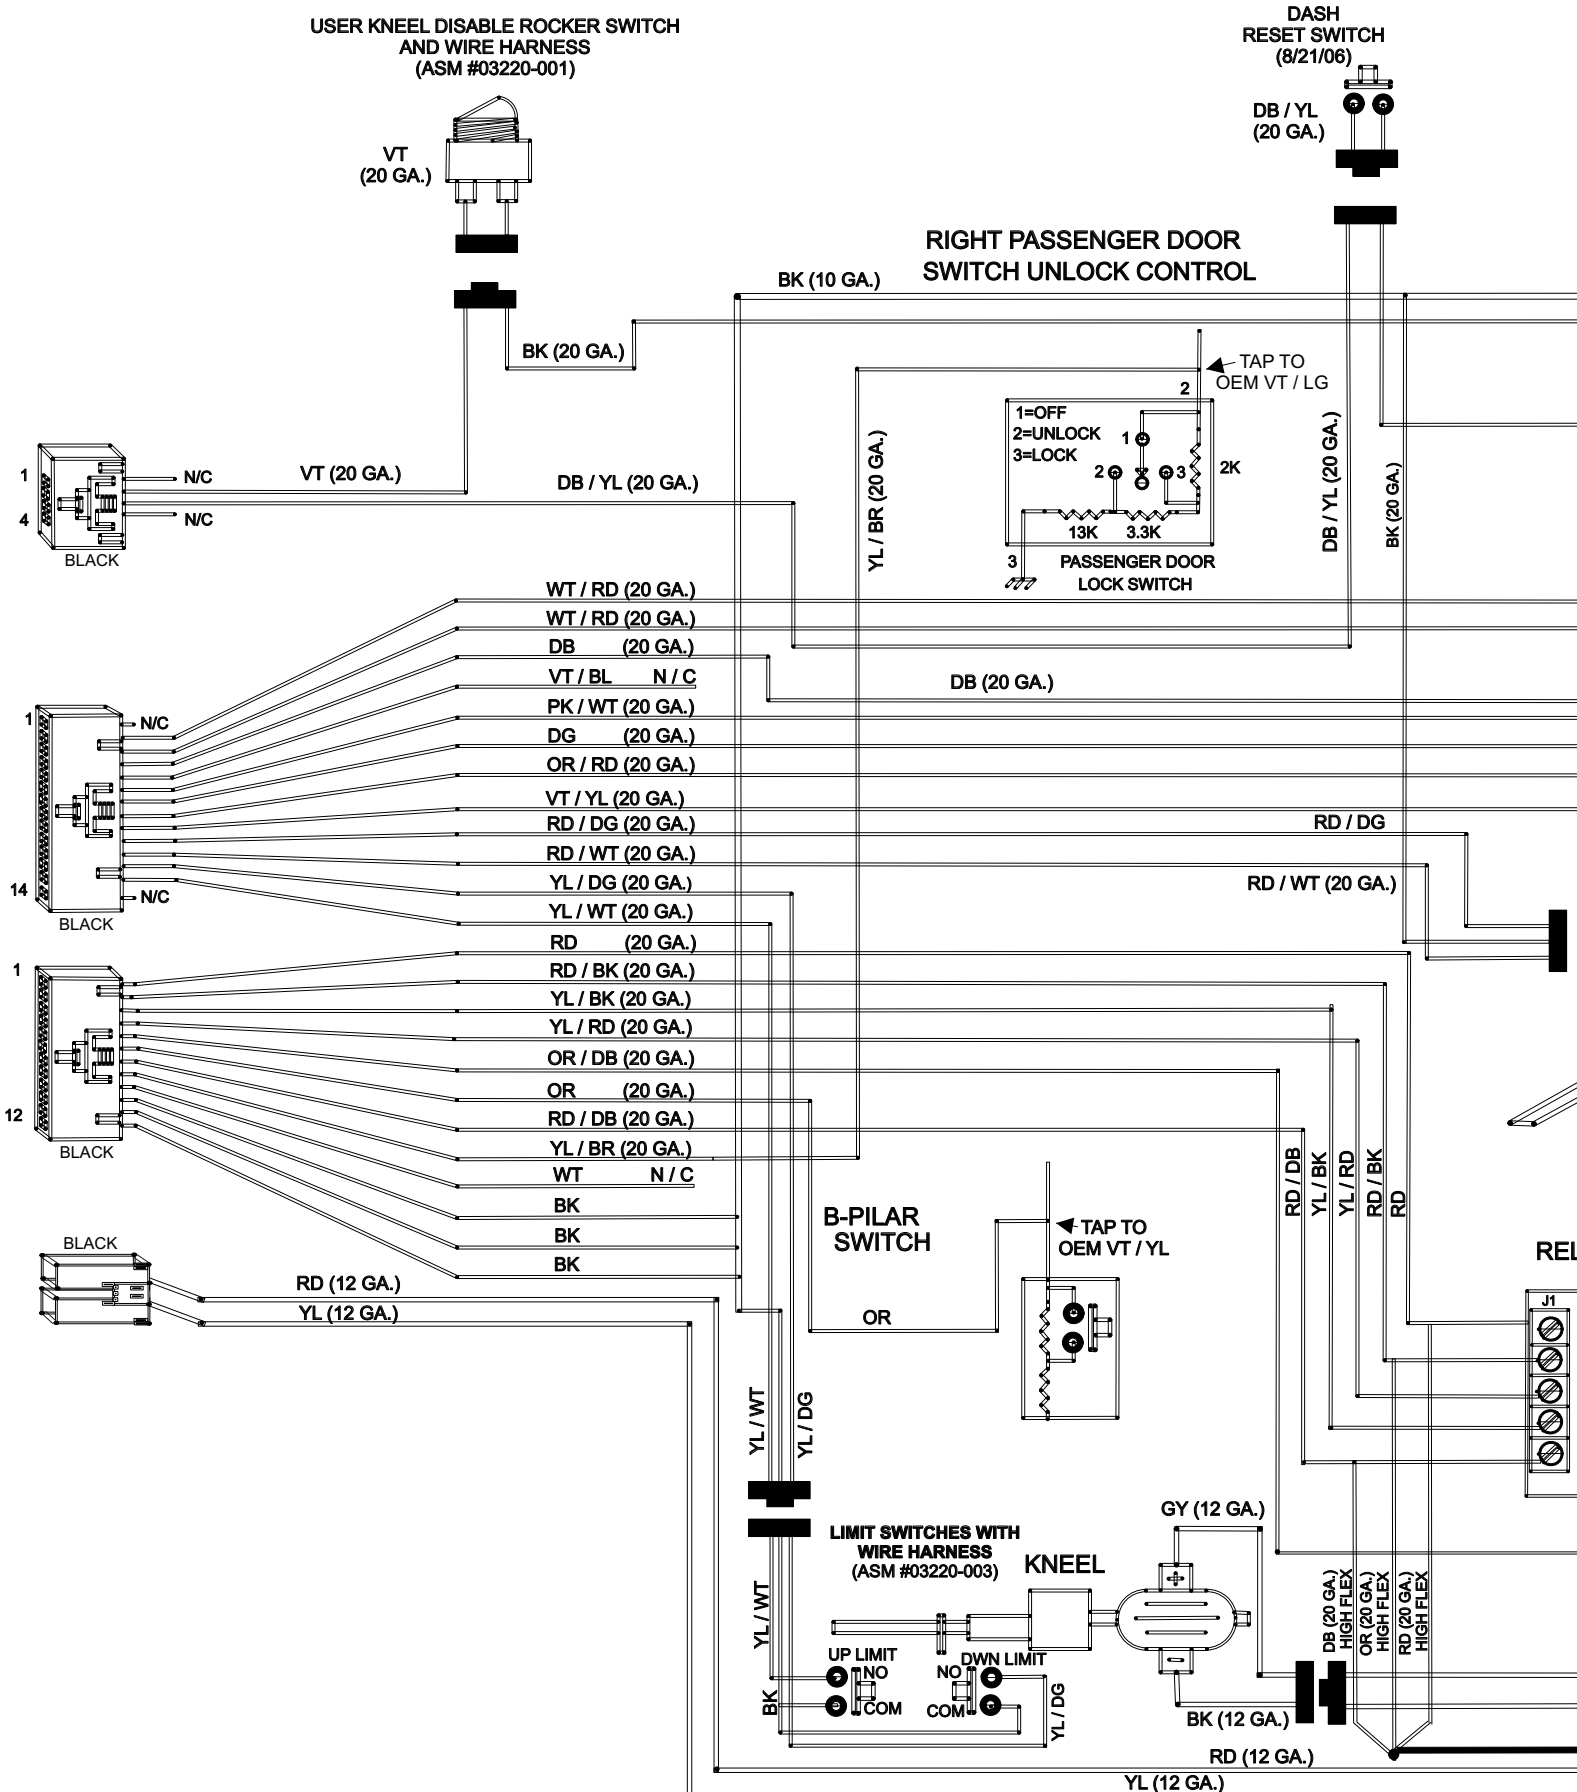 USER KNEEL DISABLE ROCKER SWITCH
AND WIRE HARNESS
(ASM #03220-001)
VT
(20 GA.)
DASH
RESET SWITCH
(8/21/06)
DB / YL
(20 GA.)
RIGHT PASSENGER DOOR
SWITCH UNLOCK CONTROL
BK (10 GA.)
BK (20 GA.)
TAP TO
OEM VT / LG
2
1=OFF
2=UNLOCK
3=LOCK
1
2
3
2K
13K
3.3K
3
PASSENGER DOOR
LOCK SWITCH
YL / BR (20 GA.)
DB / YL (20 GA.)
BK (20 GA.)
1
4
BLACK
N/C
N/C
VT (20 GA.)
DB / YL (20 GA.)
WT / RD (20 GA.)
WT / RD (20 GA.)
DB (20 GA.)
VT / BL N / C
PK / WT (20 GA.)
DG (20 GA.)
OR / RD (20 GA.)
VT / YL (20 GA.)
RD / DG (20 GA.)
RD / WT (20 GA.)
YL / DG (20 GA.)
YL / WT (20 GA.)
DB (20 GA.)
RD / DG
RD / WT (20 GA.)
1
14
N/C
N/C
BLACK
RD (20 GA.)
RD / BK (20 GA.)
YL / BK (20 GA.)
YL / RD (20 GA.)
OR / DB (20 GA.)
OR (20 GA.)
RD / DB (20 GA.)
YL / BR (20 GA.)
WT N / C
BK
BK
BK
1
12
BLACK
BLACK
RD (12 GA.)
YL (12 GA.)
B-PILAR
SWITCH
TAP TO
OEM VT / YL
OR
RD / DB
YL / BK
YL / RD
RD / BK
RD
REL
J1
YL / WT
YL / DG
LIMIT SWITCHES WITH
WIRE HARNESS
(ASM #03220-003)
KNEEL
GY (12 GA.)
+
-
YL / WT
BK
UP LIMIT
NO
COM
DWN LIMIT
NO
COM
YL / DG
BK (12 GA.)
DB (20 GA.)
HIGH FLEX
OR (20 GA.)
HIGH FLEX
RD (20 GA.)
HIGH FLEX
RD (12 GA.)
YL (12 GA.)